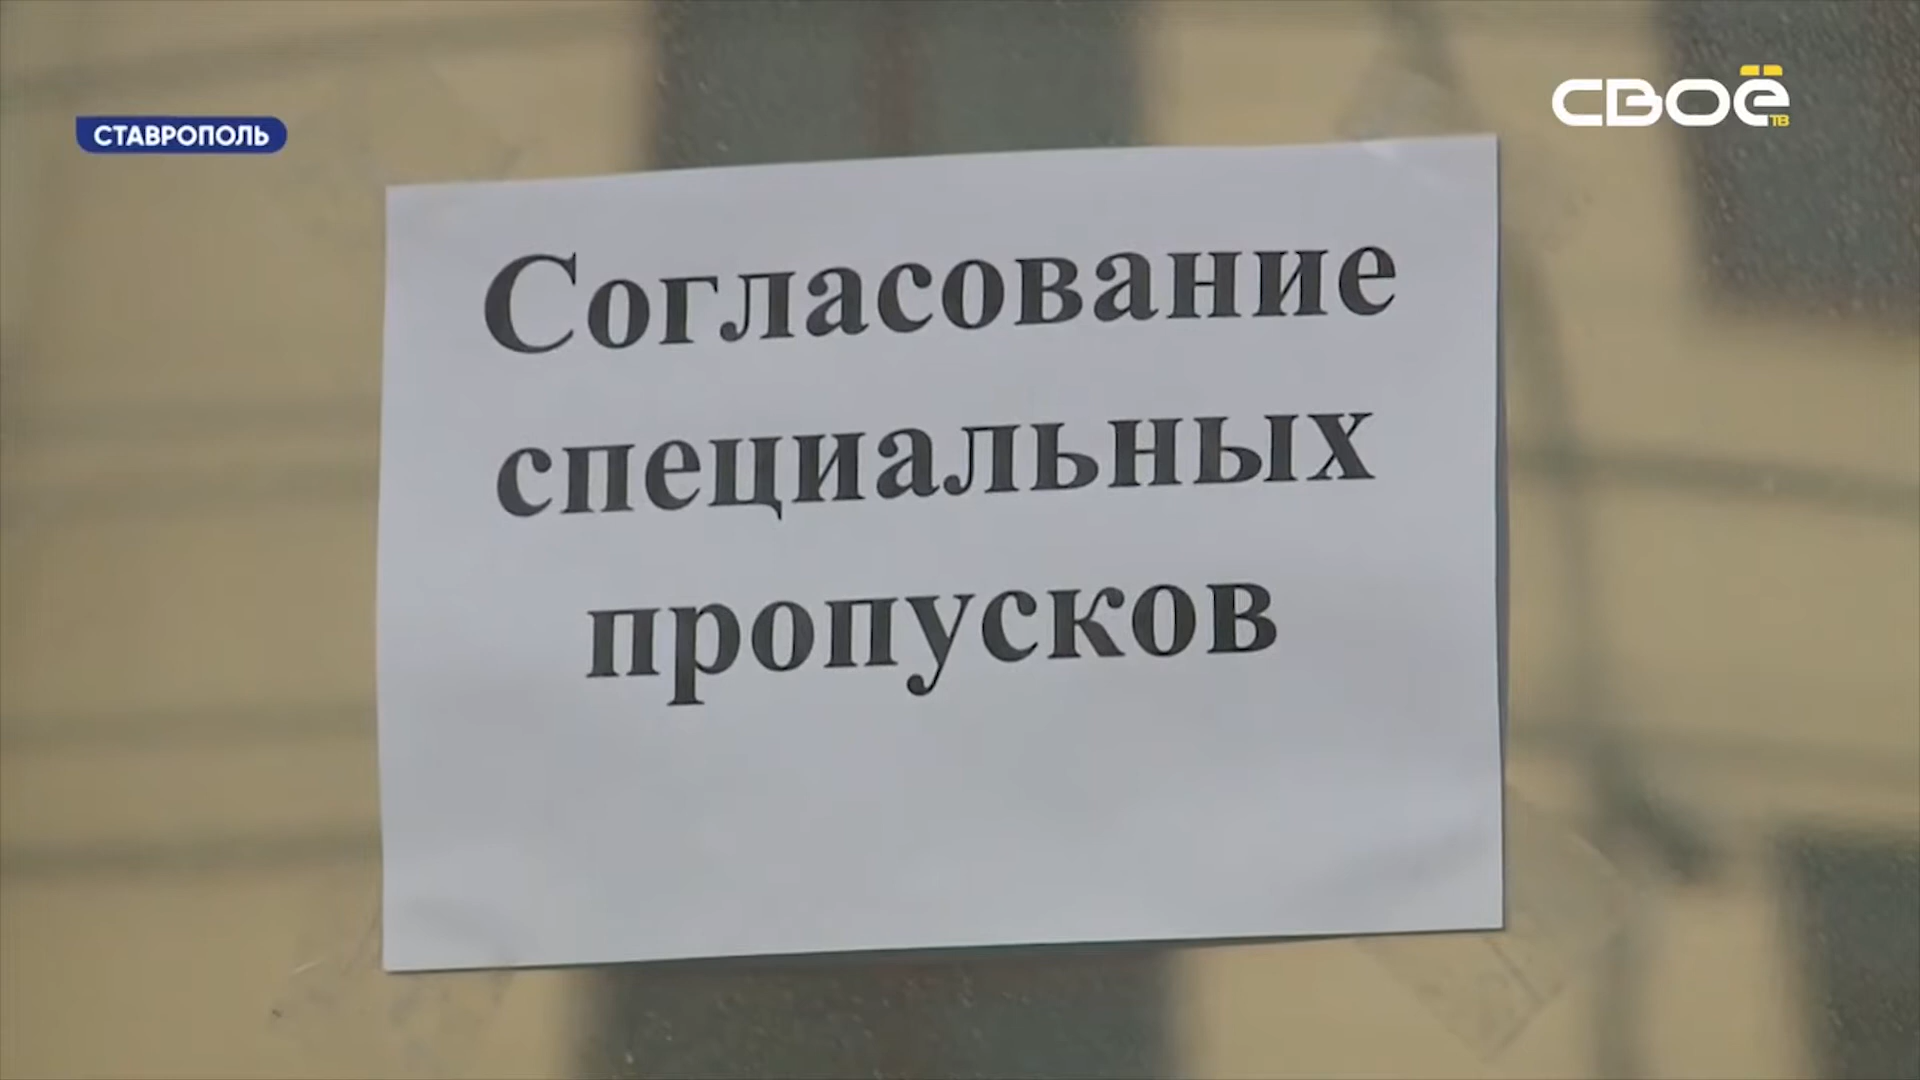 СТАВРОПОЛЬ
СВОЁ
ТВ
Согласование
специальных
пропусков